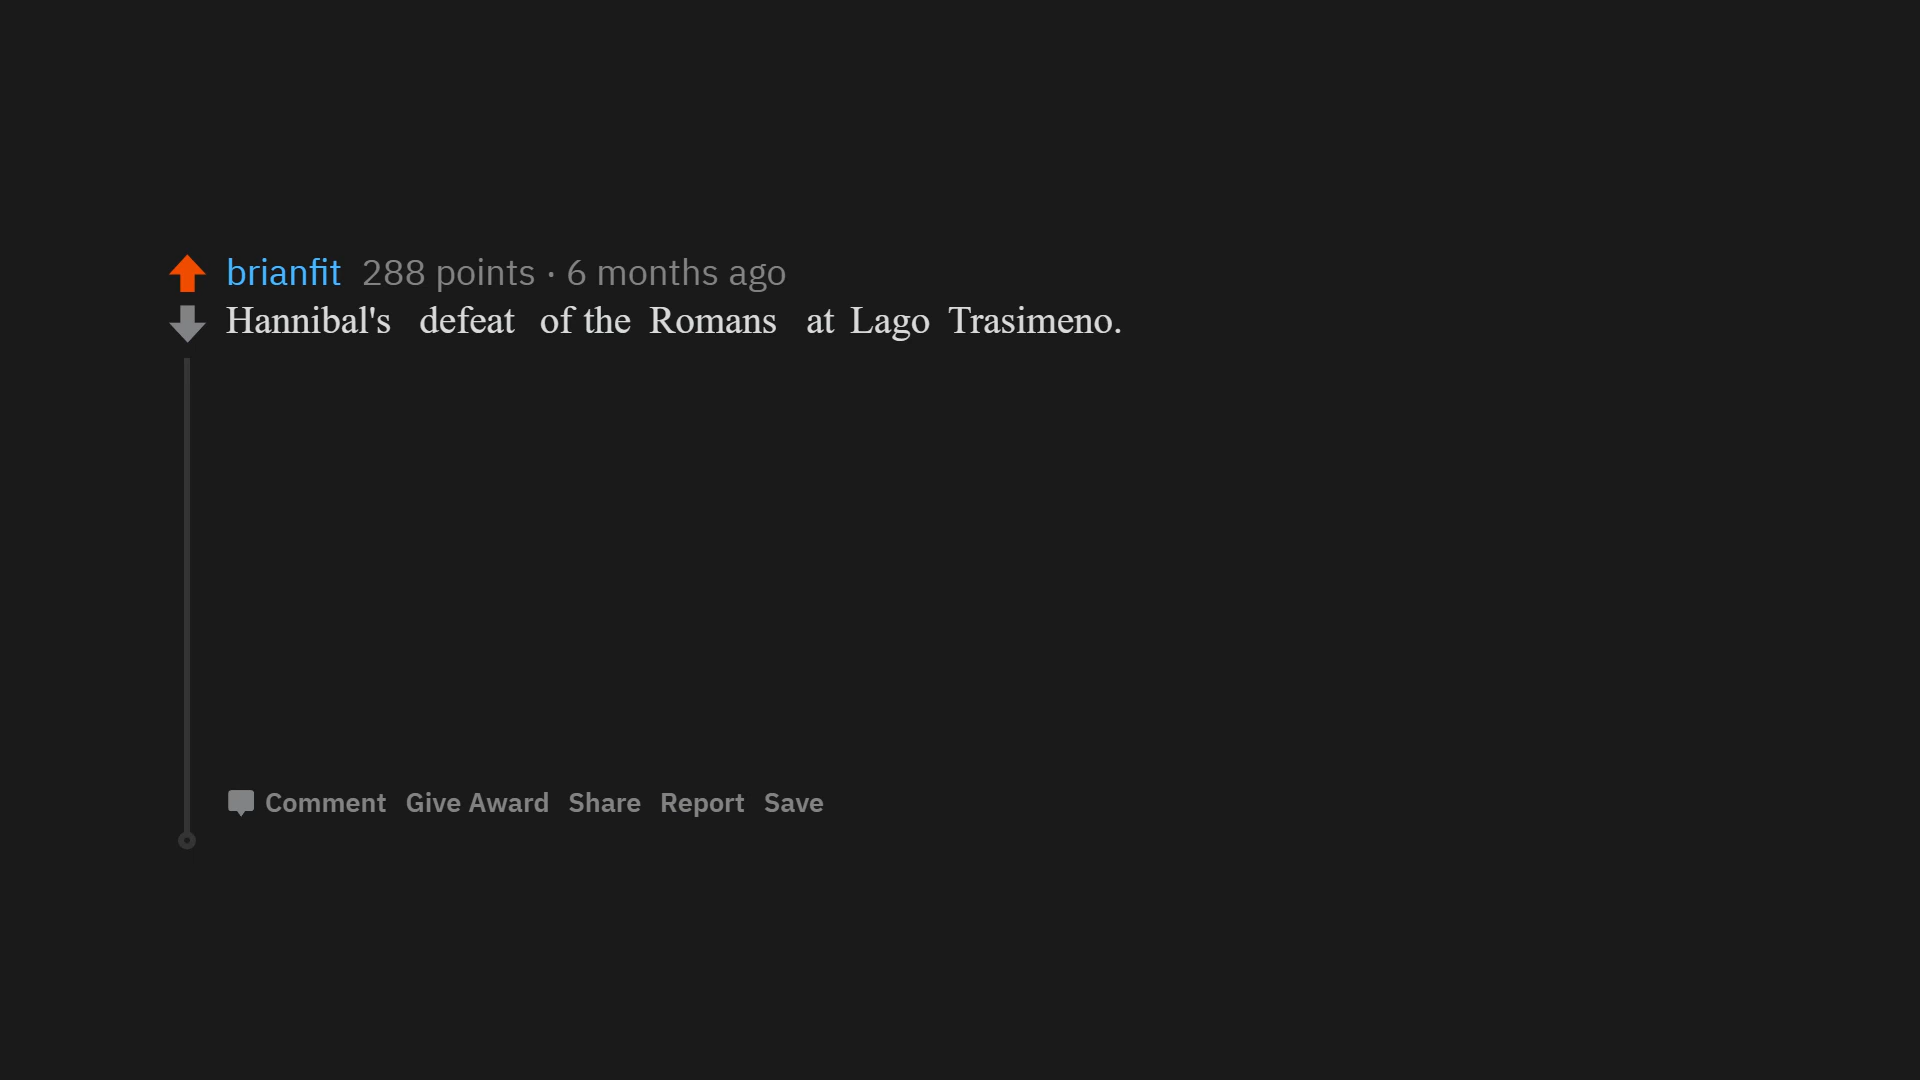 brianfit 288 points · 6 months ago
Hannibal's defeat of the Romans at Lago Trasimeno.
Comment Give Award Share Report Save